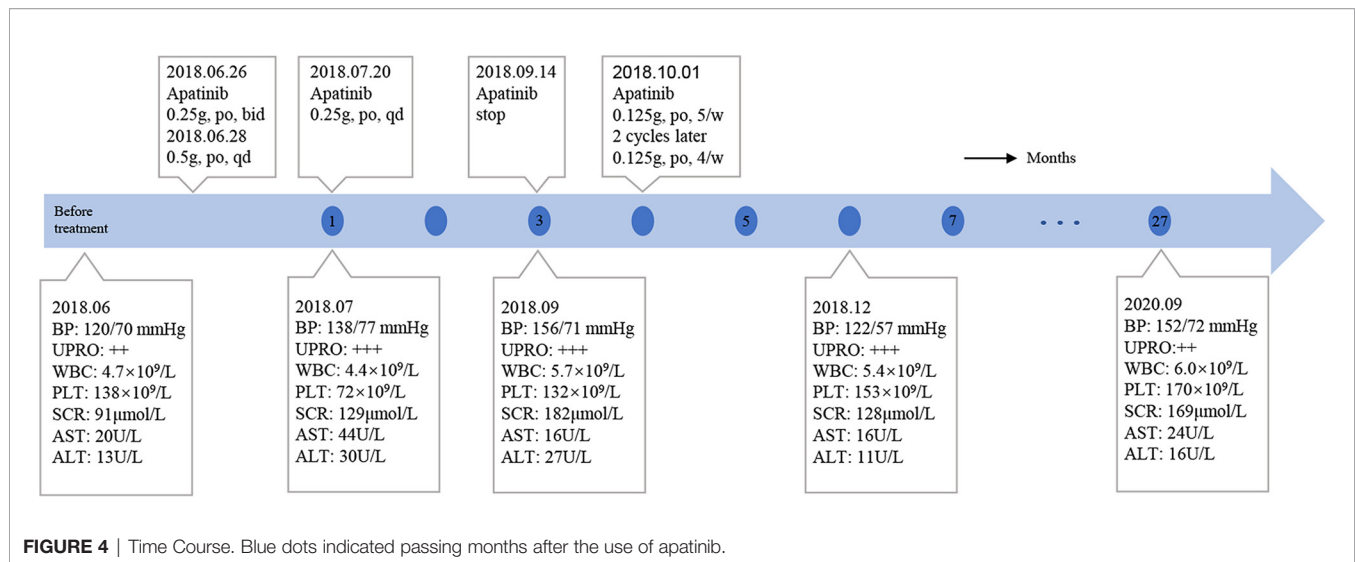 2018.06.26
Apatinib
0.25g, po, bid
2018.06.28
0.5g, po, qd
2018.07.20
Apatinib
0.25g, po, qd
2018.09.14
Apatinib
stop
2018.10.01
Apatinib
0.125g, po, 5/w
2 cycles later
0.125g, po, 4/w
Months
Before
treatment
1
3
5
7
...
27
2018.06
BP: 120/70 mmHg
UPRO: ++
WBC: 4.7×10⁹/L
PLT: 138×10⁹/L
SCR: 91μmol/L
AST: 20U/L
ALT: 13U/L
2018.07
BP: 138/77 mmHg
UPRO: +++
WBC: 4.4×10⁹/L
PLT: 72×10⁹/L
SCR: 129μmol/L
AST: 44U/L
ALT: 30U/L
2018.09
BP: 156/71 mmHg
UPRO: +++
WBC: 5.7×10⁹/L
PLT: 132×10⁹/L
SCR: 182μmol/L
AST: 16U/L
ALT: 27U/L
2018.12
BP: 122/57 mmHg
UPRO: +++
WBC: 5.4×10⁹/L
PLT: 153×10⁹/L
SCR: 128μmol/L
AST: 16U/L
ALT: 11U/L
2020.09
BP: 152/72 mmHg
UPRO:++
WBC: 6.0×10⁹/L
PLT: 170×10⁹/L
SCR: 169μmol/L
AST: 24U/L
ALT: 16U/L
FIGURE 4 | Time Course. Blue dots indicated passing months after the use of apatinib.